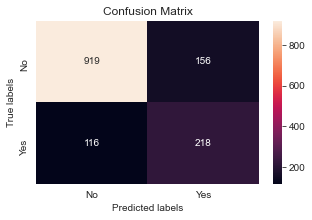 Confusion Matrix
No
919
156
Yes
116
218
No
Yes
True labels
Predicted labels
800
600
400
200